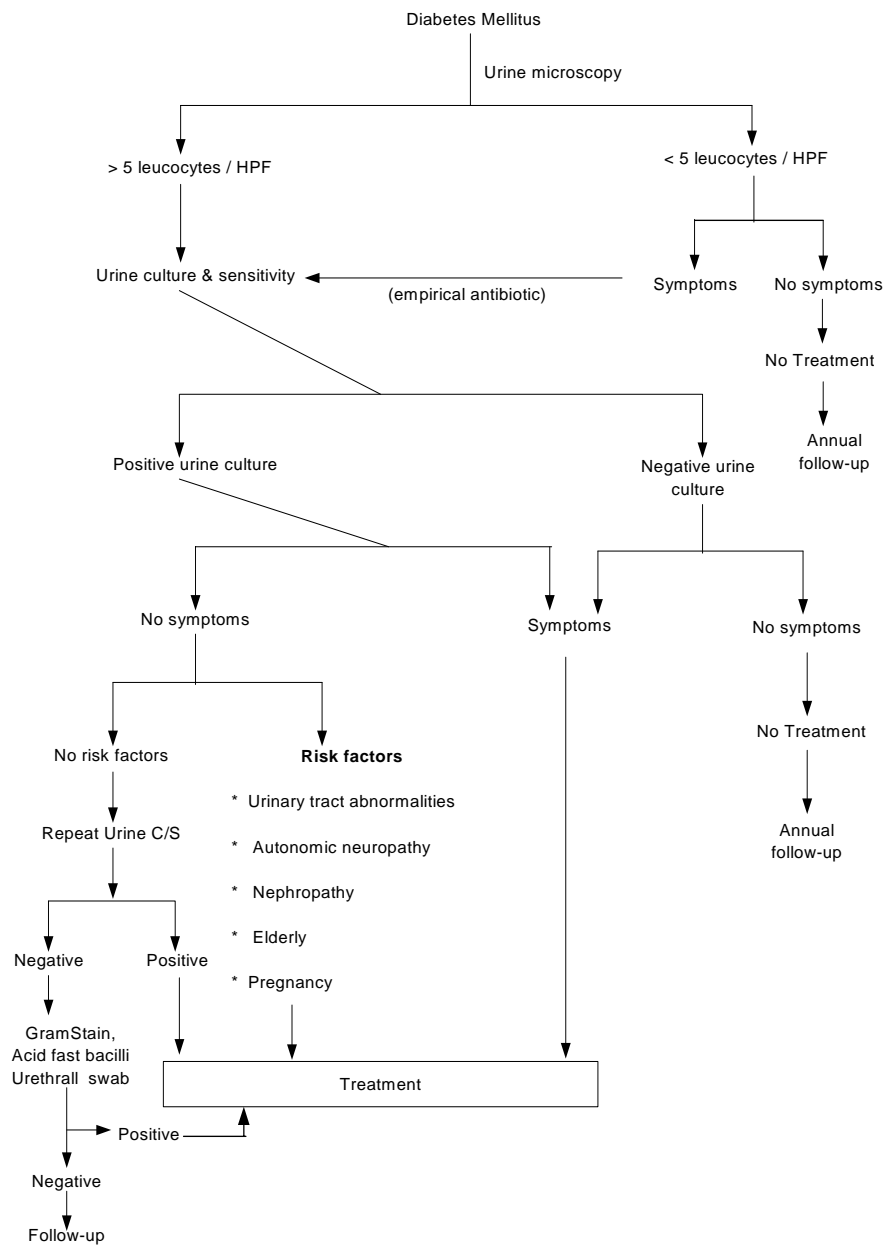 Diabetes Mellitus
Urine microscopy
> 5 leucocytes / HPF
< 5 leucocytes / HPF
Urine culture & sensitivity
(empirical antibiotic)
Symptoms
No symptoms
No Treatment
Annual
follow-up
Positive urine culture
Negative urine
culture
No symptoms
Symptoms
No symptoms
No Treatment
Annual
follow-up
No risk factors
Risk factors
* Urinary tract abnormalities
* Autonomic neuropathy
* Nephropathy
* Elderly
* Pregnancy
Repeat Urine C/S
Negative
Positive
GramStain,
Acid fast bacilli
Urethrall swab
Treatment
Positive
Negative
Follow-up